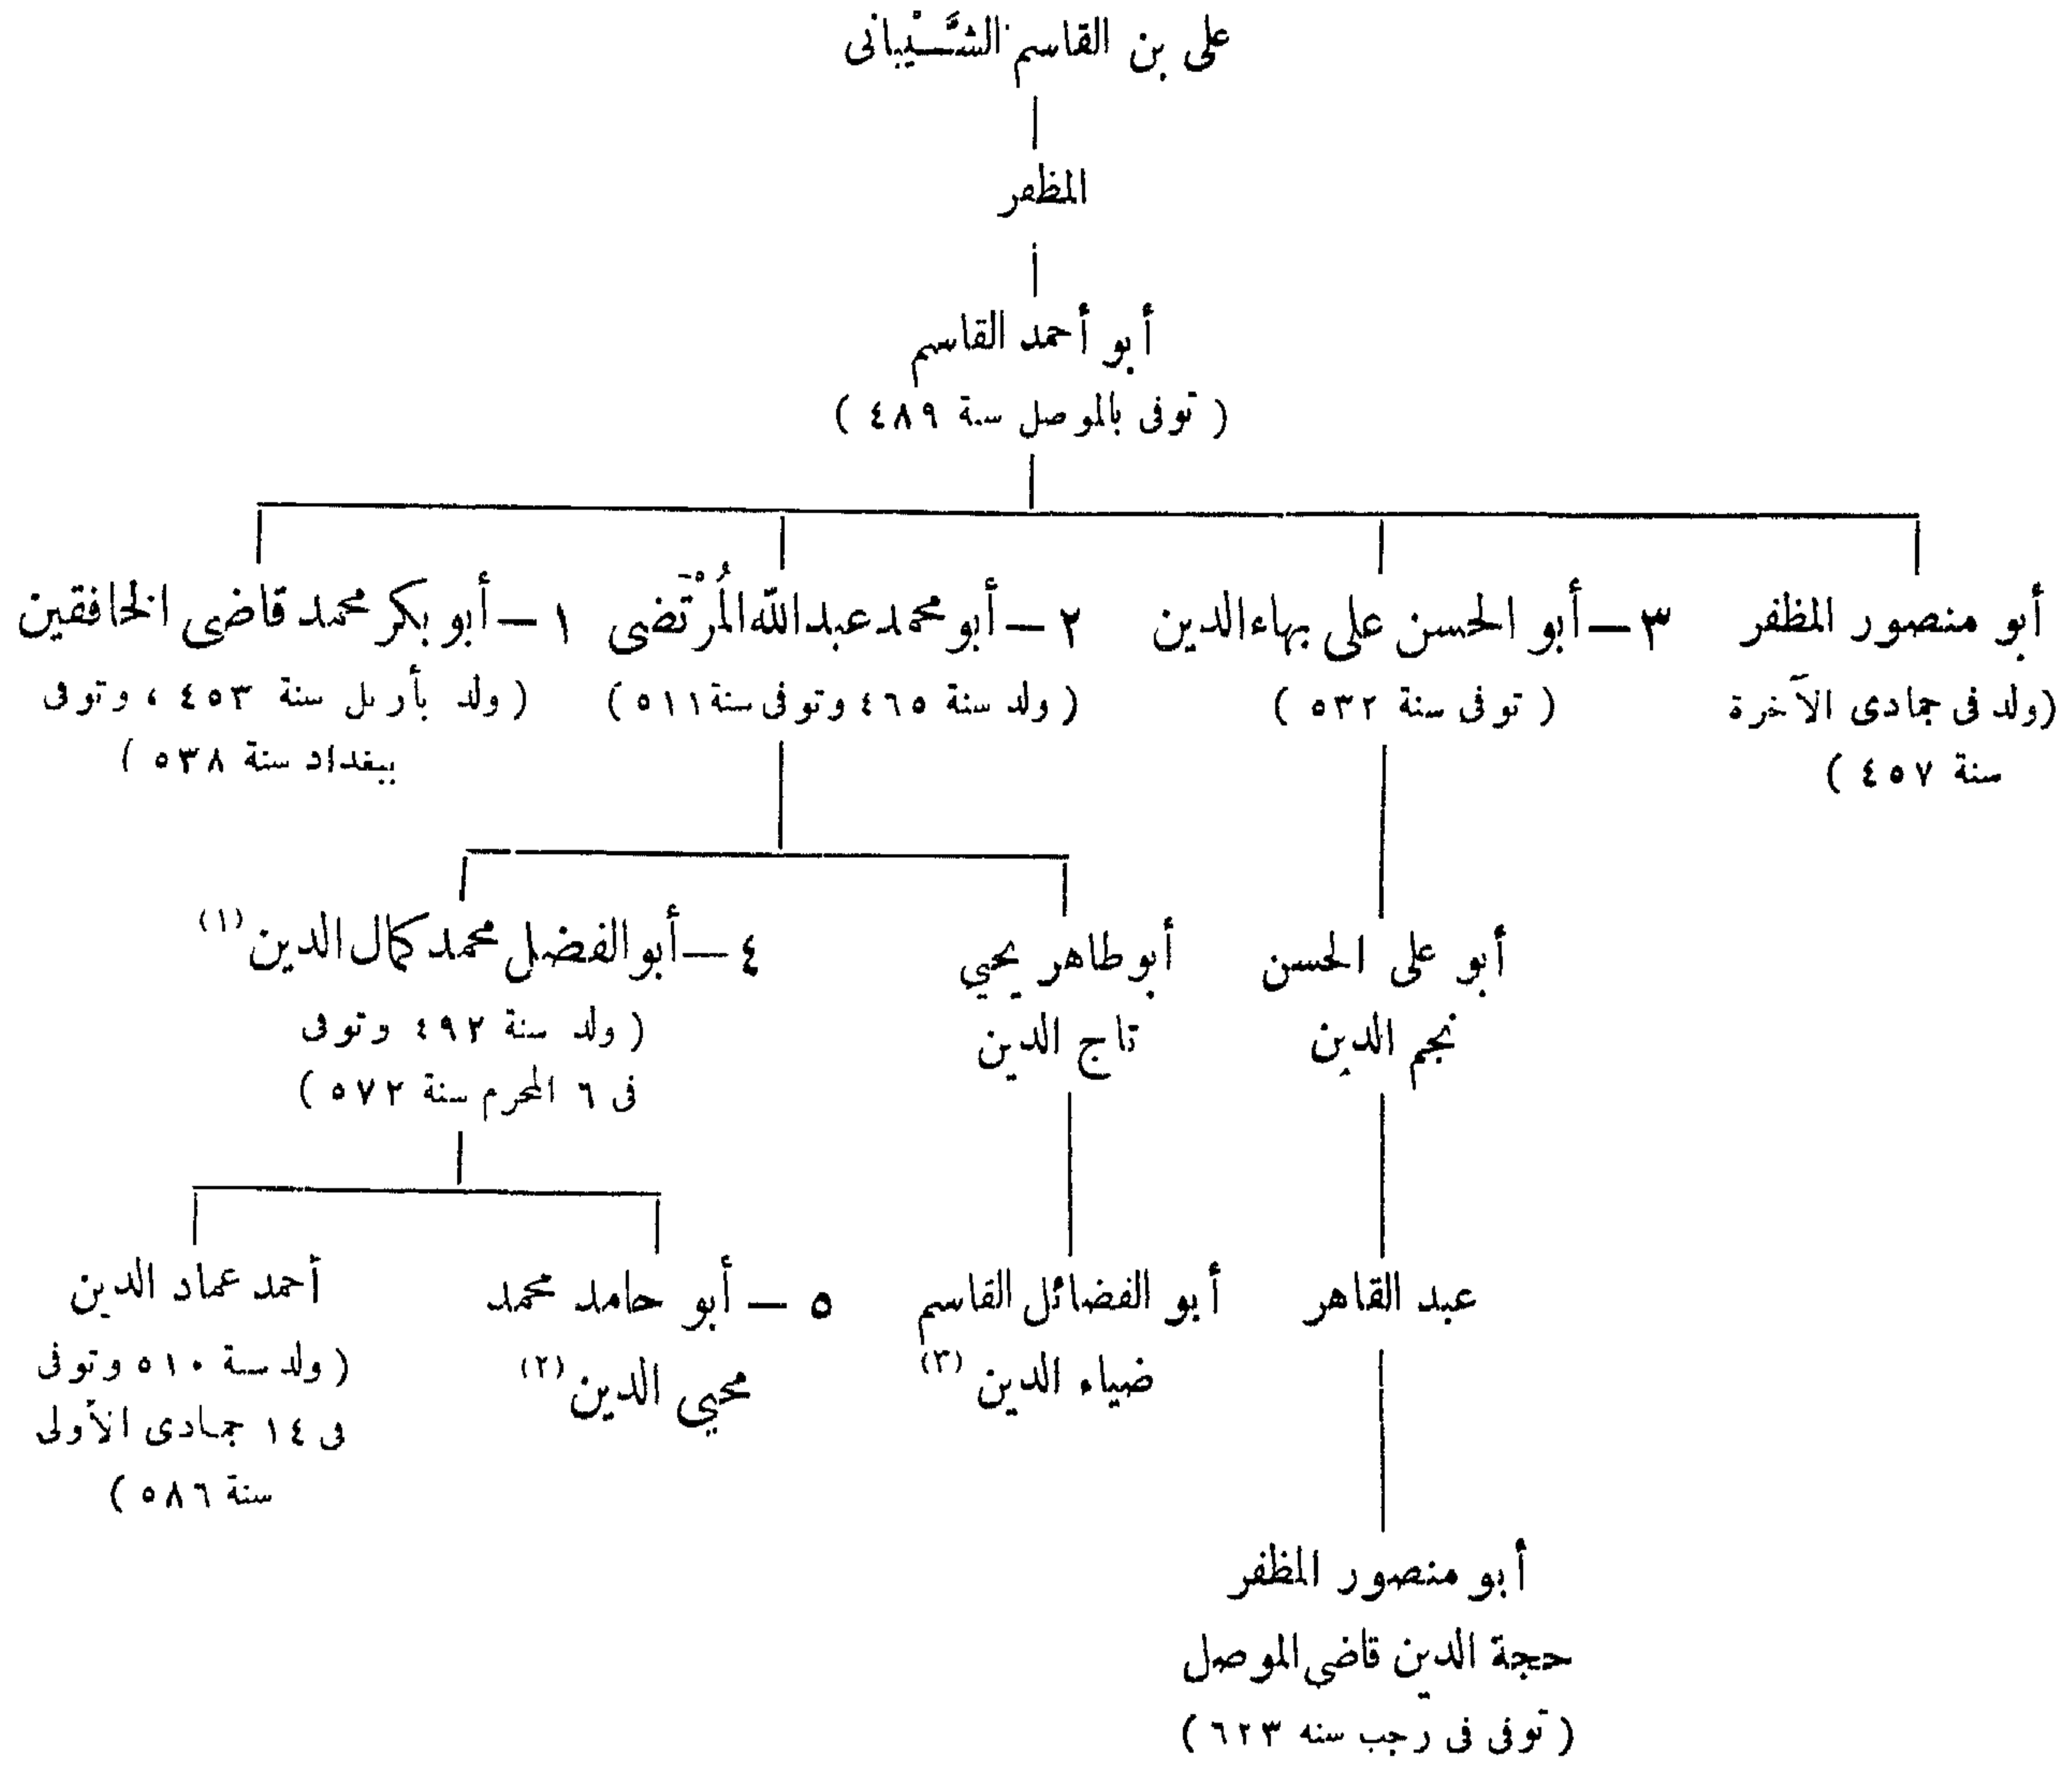 على بن القاسم الشَّيْبانى
المظفر
أبو أحمد القاسم
( توفى بالموصل سنة ٤٨٩ )
أبو منصور المظفر
(ولد فى جمادى الآخرة
سنة ٤٥٧ )
٣ — أبو الحسن على بهاء الدين
( توفى سنة ٥٣٢ )
٢ — أبو محمد عبد الله المُرْتَضى
( ولد سنة ٤٦٥ وتوفى سنة ٥١١ )
١ — أبو بكر محمد قاضى الخافقين
( ولد بأربل سنة ٤٥٣ ، وتوفى
ببغداد سنة ٥٣٨ )
أبو على الحسن
نجم الدين
أبو طاهر يحيي
تاج الدين
٤ — أبو الفضل محمد كمال الدين (١)
( ولد سنة ٤٩٢ وتوفى
فى ٦ المحرم سنة ٥٧٢ )
عبد القاهر
أبو الفضائل القاسم
ضياء الدين (٣)
٥ — أبو حامد محمد
محيي الدين (٢)
أحمد عماد الدين
( ولد سنة ٥١٠ وتوفى
فى ١٤ جمادى الأولى
سنة ٥٨٦ )
أبو منصور المظفر
حجة الدين قاضي الموصل
( توفى فى رجب سنه ٦٢٣ )